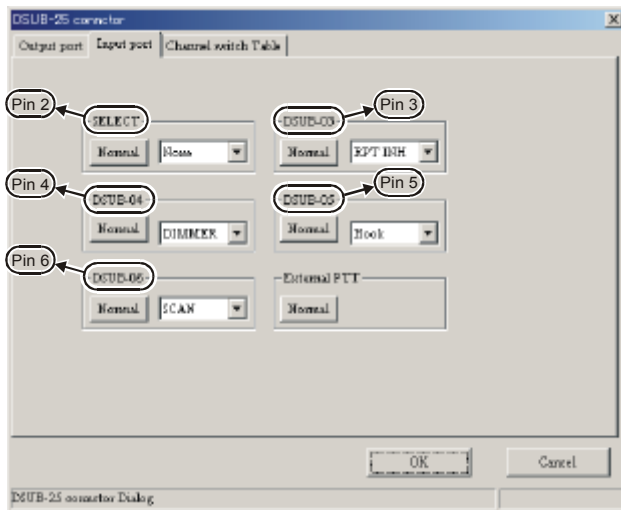 DSUB-25 connctor
Output port Input port Channel switch Table
Pin 2 Pin 3
SELECT DSUB-03
Normal None Normal RPT INH
Pin 4 Pin 5
DSUB-04 DSUB-05
Normal DIMMER Normal Hook
Pin 6
DSUB-06 External PTT
Normal SCAN Normal
OK Cancel
DSUB-25 connctor Dialog